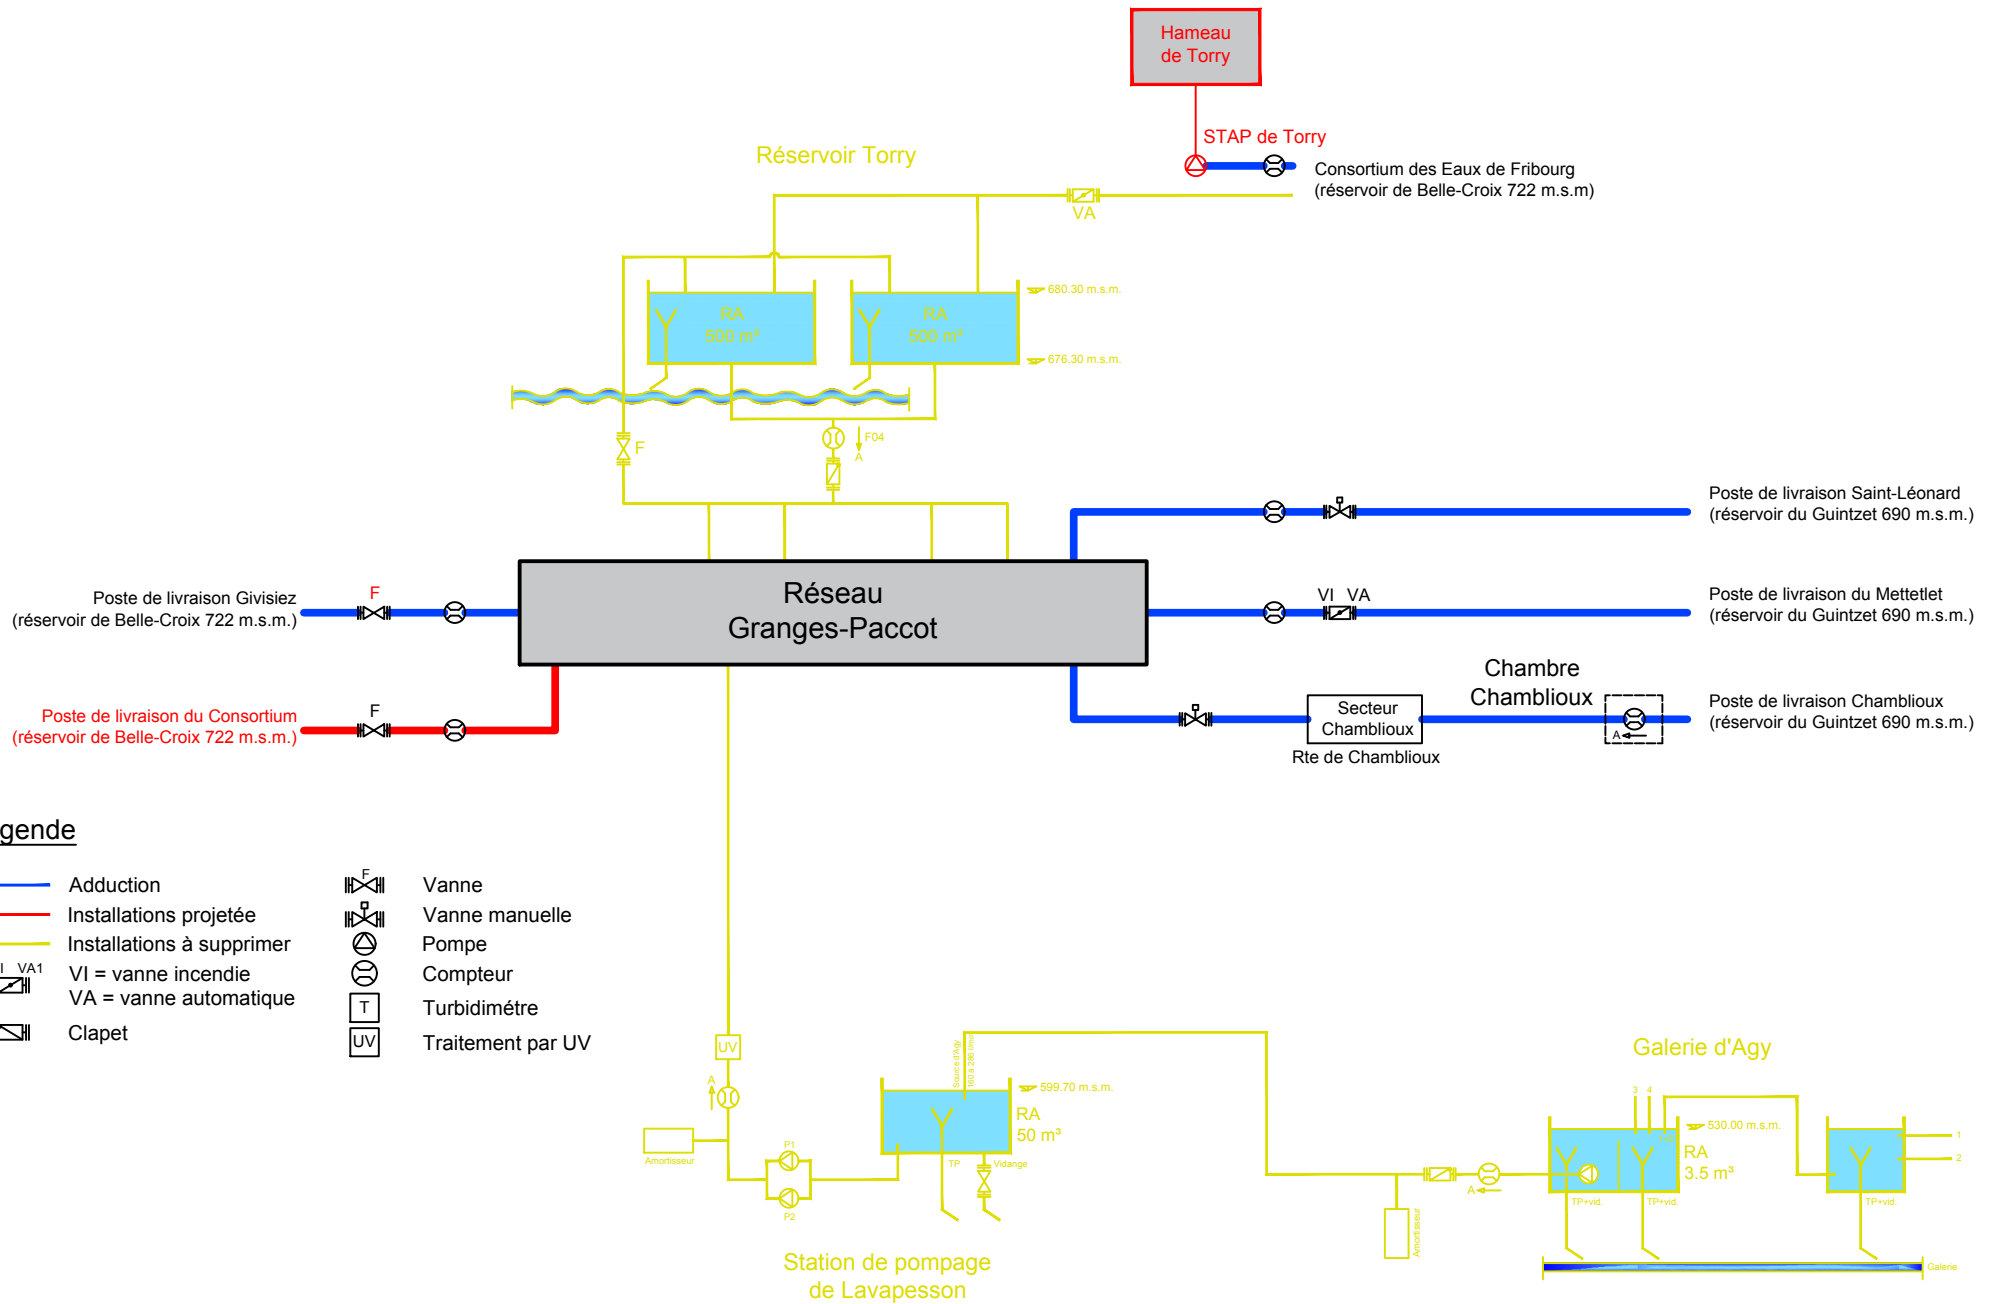 Hameau
de Torry
STAP de Torry
Consortium des Eaux de Fribourg
(réservoir de Belle-Croix 722 m.s.m)
Réservoir Torry
VA
RA
500 m³
RA
500 m³
680.30 m.s.m.
676.30 m.s.m.
F
F04
A
Réseau
Granges-Paccot
Poste de livraison Givisiez
(réservoir de Belle-Croix 722 m.s.m.)
F
Poste de livraison du Consortium
(réservoir de Belle-Croix 722 m.s.m.)
F
Poste de livraison Saint-Léonard
(réservoir du Guintzet 690 m.s.m.)
VI VA
Poste de livraison du Mettetlet
(réservoir du Guintzet 690 m.s.m.)
Secteur
Chamblioux
Rte de Chamblioux
Chambre
Chamblioux
A
Poste de livraison Chamblioux
(réservoir du Guintzet 690 m.s.m.)
gende
Adduction
Installations projetée
Installations à supprimer
I VA1
VI = vanne incendie
VA = vanne automatique
Clapet
F
Vanne
Vanne manuelle
Pompe
Compteur
T
Turbidimétre
UV
Traitement par UV
UV
A
Amortisseur
P1
P2
Source d'Agy
599.70 m.s.m.
RA
50 m³
TP
Vidange
Station de pompage
de Lavapesson
Amortisseur
A
Galerie d'Agy
3 4
530.00 m.s.m.
RA
3.5 m³
1
2
TP+vid.
TP+vid.
TP+vid.
Galerie